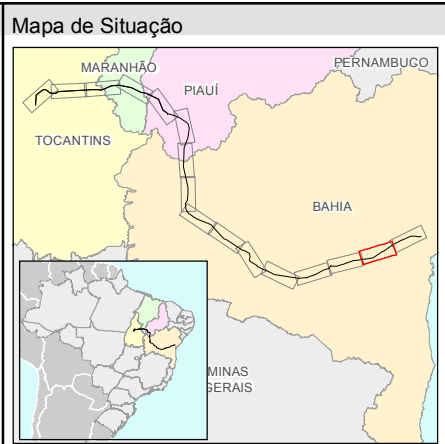 Mapa de Situação
MARANHÃO
PERNAMBUCO
PIAUÍ
TOCANTINS
BAHIA
MINAS
GERAIS